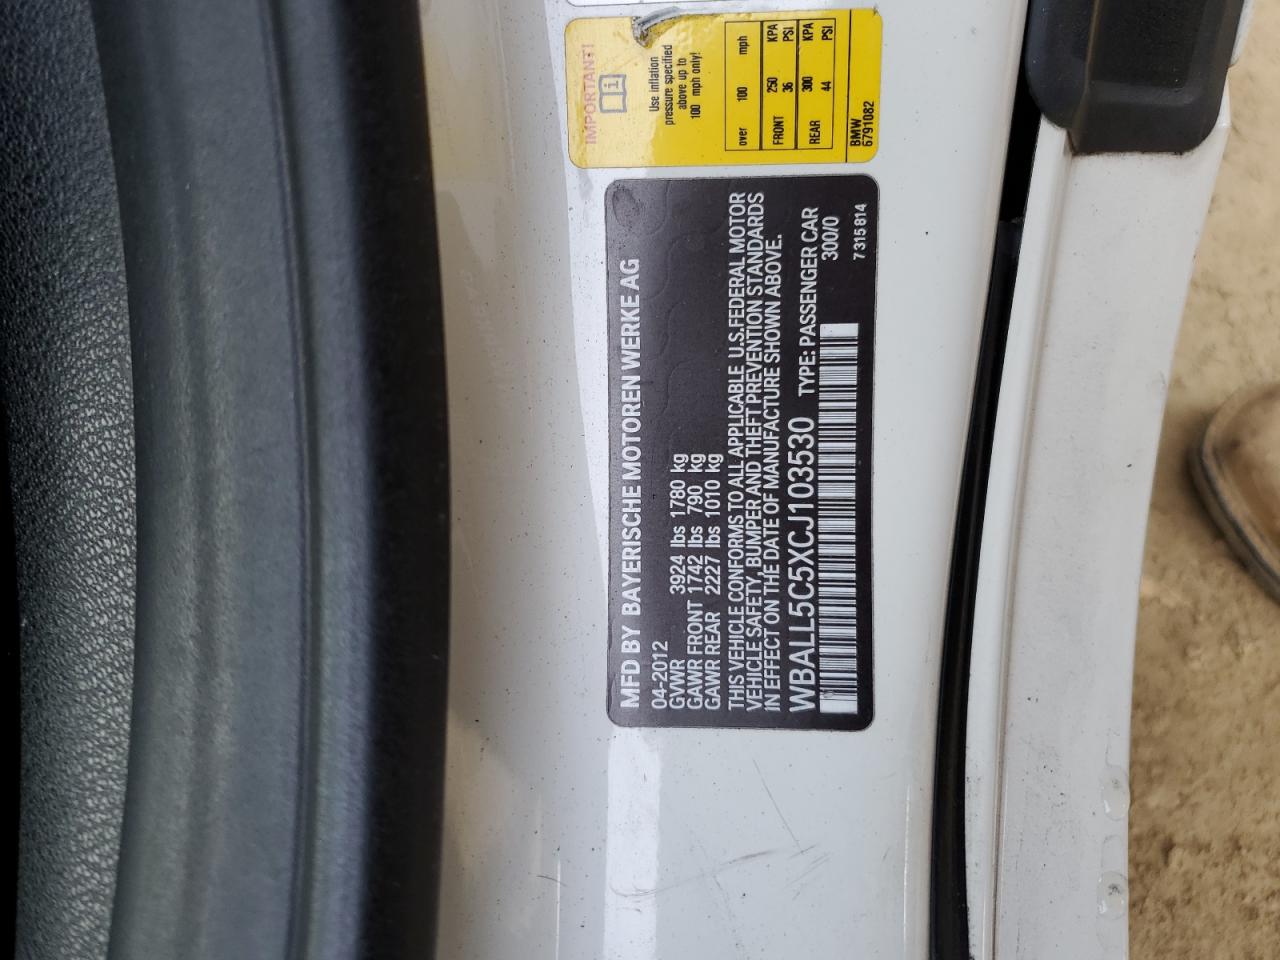 MFD BY BAYERISCHE MOTOREN WERKE AG
04-2012
GVWR 3924 lbs 1780 kg
GAWR FRONT 1742 lbs 790 kg
GAWR REAR 2227 lbs 1010 kg
THIS VEHICLE CONFORMS TO ALL APPLICABLE U.S.FEDERAL MOTOR
VEHICLE SAFETY, BUMPER AND THEFT PREVENTION STANDARDS
IN EFFECT ON THE DATE OF MANUFACTURE SHOWN ABOVE.
WBALL5C5XCJ103530 TYPE: PASSENGER CAR
300/0
7 315 814
IMPORTANT!
i
Use inflation
pressure specified
above up to
100 mph only!
over 100 mph
FRONT 250 KPA
36 PSI
REAR 300 KPA
44 PSI
BMW
6791082